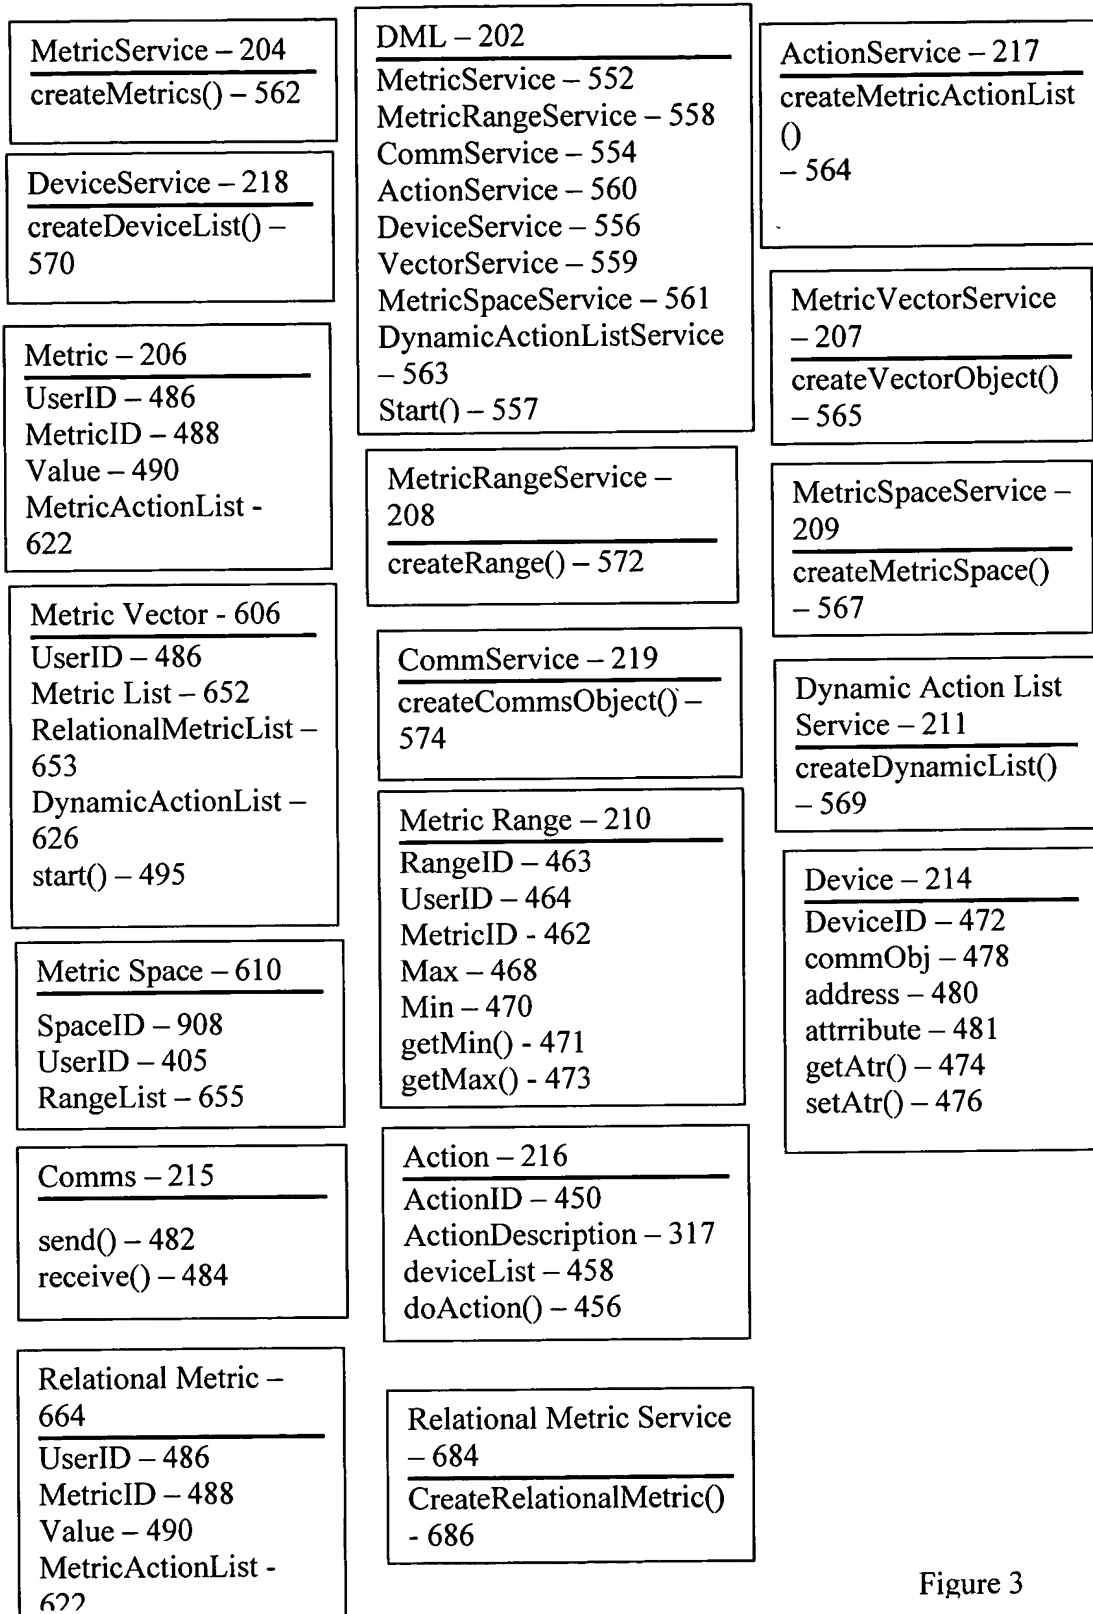 MetricService – 204
createMetrics() – 562
DeviceService – 218
createDeviceList() –
570
Metric – 206
UserID – 486
MetricID – 488
Value – 490
MetricActionList -
622
Metric Vector - 606
UserID – 486
Metric List – 652
RelationalMetricList –
653
DynamicActionList –
626
start() – 495
Metric Space – 610
SpaceID – 908
UserID – 405
RangeList – 655
Comms – 215
send() – 482
receive() – 484
Relational Metric –
664
UserID – 486
MetricID – 488
Value – 490
MetricActionList -
622
DML – 202
MetricService – 552
MetricRangeService – 558
CommService – 554
ActionService – 560
DeviceService – 556
VectorService – 559
MetricSpaceService – 561
DynamicActionListService
– 563
Start() – 557
MetricRangeService –
208
createRange() – 572
CommService – 219
createCommsObject() –
574
Metric Range – 210
RangeID – 463
UserID – 464
MetricID - 462
Max – 468
Min – 470
getMin() - 471
getMax() - 473
Action – 216
ActionID – 450
ActionDescription – 317
deviceList – 458
doAction() – 456
Relational Metric Service
– 684
CreateRelationalMetric()
- 686
ActionService – 217
createMetricActionList
()
– 564
MetricVectorService
– 207
createVectorObject()
– 565
MetricSpaceService –
209
createMetricSpace()
– 567
Dynamic Action List
Service – 211
createDynamicList()
– 569
Device – 214
DeviceID – 472
commObj – 478
address – 480
attrribute – 481
getAtr() – 474
setAtr() – 476
Figure 3